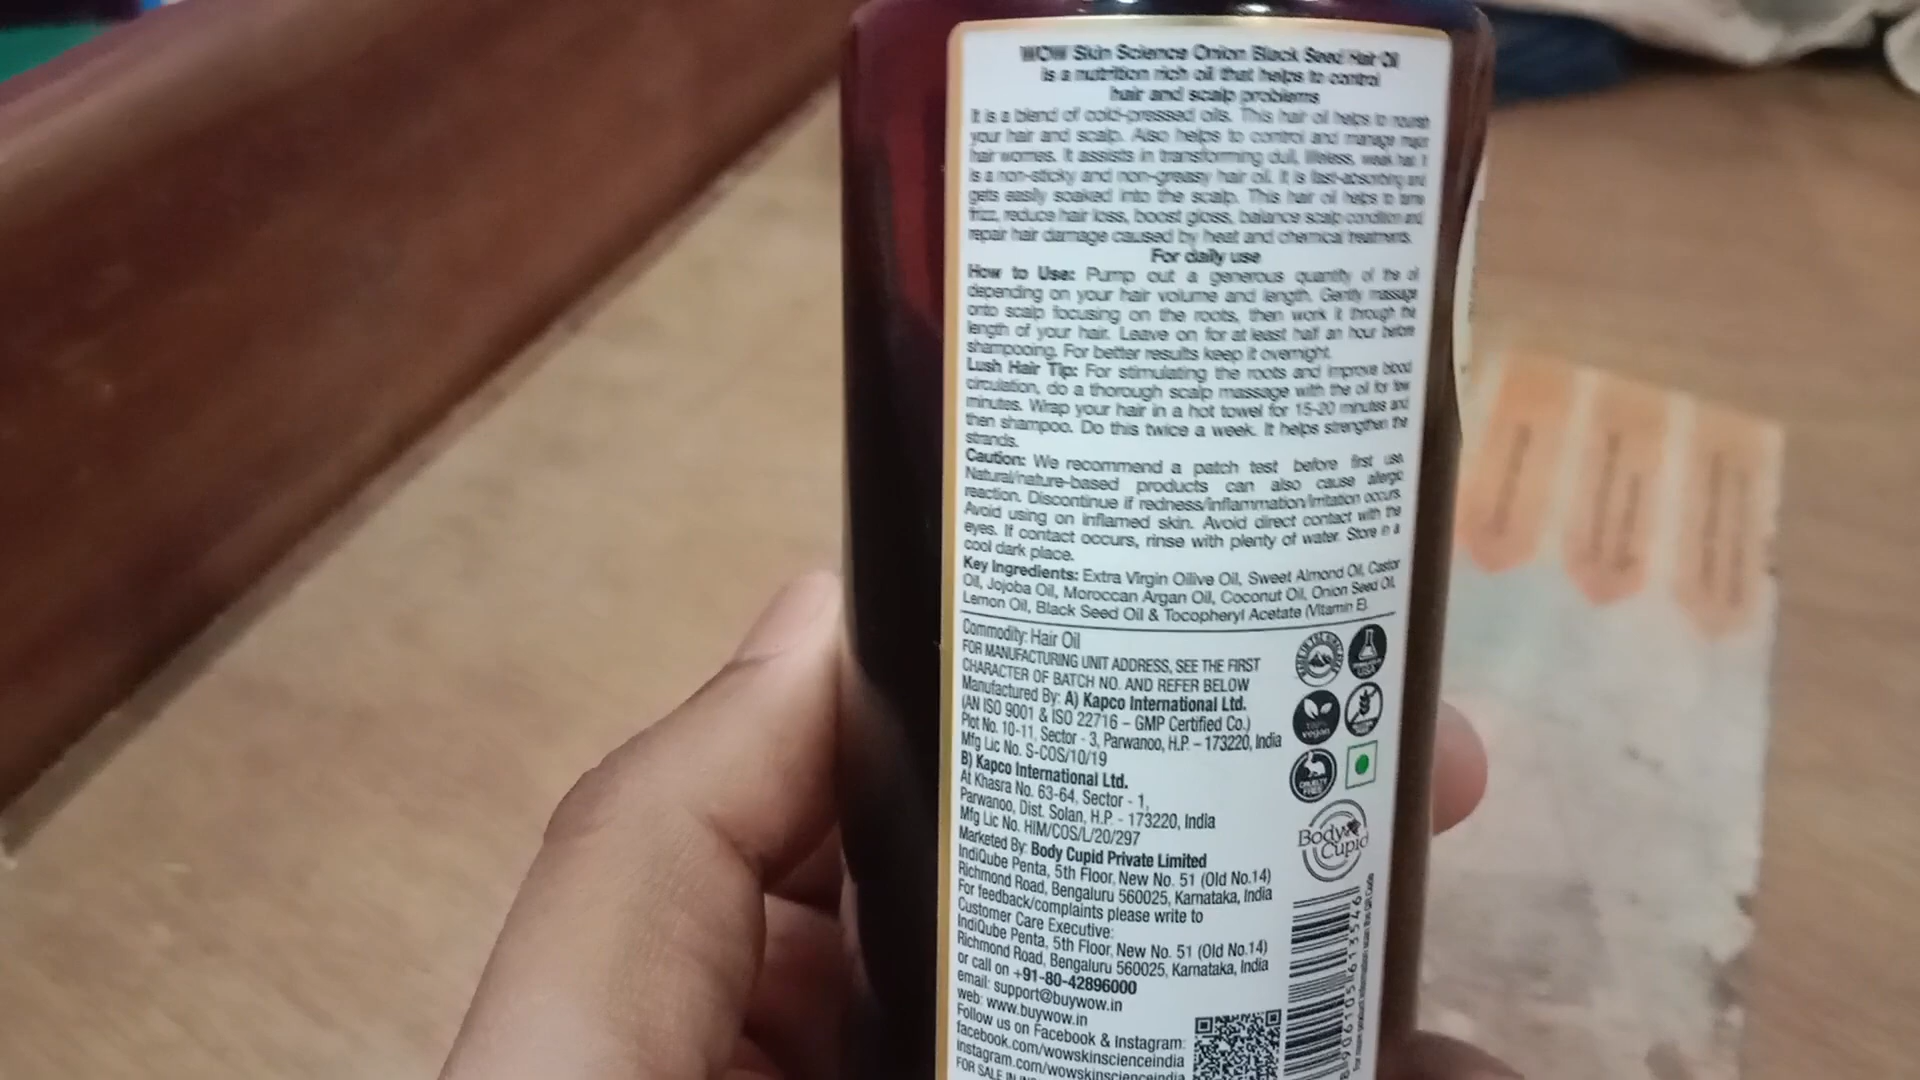 WOW Skin Science Onion Black Seed Hair Oil
is a nutrition rich oil that helps to control
hair and scalp problems
It is a blend of cold-pressed oils. This hair oil helps to nourish
your hair and scalp. Also helps to control and manage major
hair worries. It assists in transforming dull, lifeless, weak hair. It
is a non-sticky and non-greasy hair oil. It is fast-absorbing and
gets easily soaked into the scalp. This hair oil helps to tame
frizz, reduce hair loss, boost gloss, balance scalp condition and
repair hair damage caused by heat and chemical treatments.
For daily use
How to Use: Pump out a generous quantity of the oil
depending on your hair volume and length. Gently massage
onto scalp focusing on the roots, then work it through the
length of your hair. Leave on for at least half an hour before
shampooing. For better results keep it overnight.
Lush Hair Tip: For stimulating the roots and improve blood
circulation, do a thorough scalp massage with the oil for few
minutes. Wrap your hair in a hot towel for 15-20 minutes and
then shampoo. Do this twice a week. It helps strengthen the
strands.
Caution: We recommend a patch test before first use.
Natural/nature-based products can also cause allergic
reaction. Discontinue if redness/inflammation/irritation occurs.
Avoid using on inflamed skin. Avoid direct contact with the
eyes. If contact occurs, rinse with plenty of water. Store in a
cool dark place.
Key Ingredients: Extra Virgin Oilive Oil, Sweet Almond Oil, Castor
Oil, Jojoba Oil, Moroccan Argan Oil, Coconut Oil, Onion Seed Oil,
Lemon Oil, Black Seed Oil & Tocopheryl Acetate (Vitamin E).
Commodity: Hair Oil
FOR MANUFACTURING UNIT ADDRESS, SEE THE FIRST
CHARACTER OF BATCH NO. AND REFER BELOW
Manufactured By: A) Kapco International Ltd.
(AN ISO 9001 & ISO 22716 – GMP Certified Co.)
Plot No. 10-11, Sector - 3, Parwanoo, H.P. – 173220, India
Mfg Lic No. S-COS/10/19
B) Kapco International Ltd.
At Khasra No. 63-64, Sector - 1,
Parwanoo, Dist. Solan, H.P. - 173220, India
Mfg Lic No. HIM/COS/L/20/297
Marketed By: Body Cupid Private Limited
IndiQube Penta, 5th Floor, New No. 51 (Old No.14)
Richmond Road, Bengaluru 560025, Karnataka, India
For feedback/complaints please write to
Customer Care Executive:
IndiQube Penta, 5th Floor, New No. 51 (Old No.14)
Richmond Road, Bengaluru 560025, Karnataka, India
or call on +91-80-42896000
email: support@buywow.in
web: www.buywow.in
Follow us on Facebook & Instagram:
facebook.com/wowskinscienceindia
instagram.com/wowskinscienceindia
FOR SALE IN
100%
vegan
CRUELTY
FREE
Body
Cupid
8906105613546